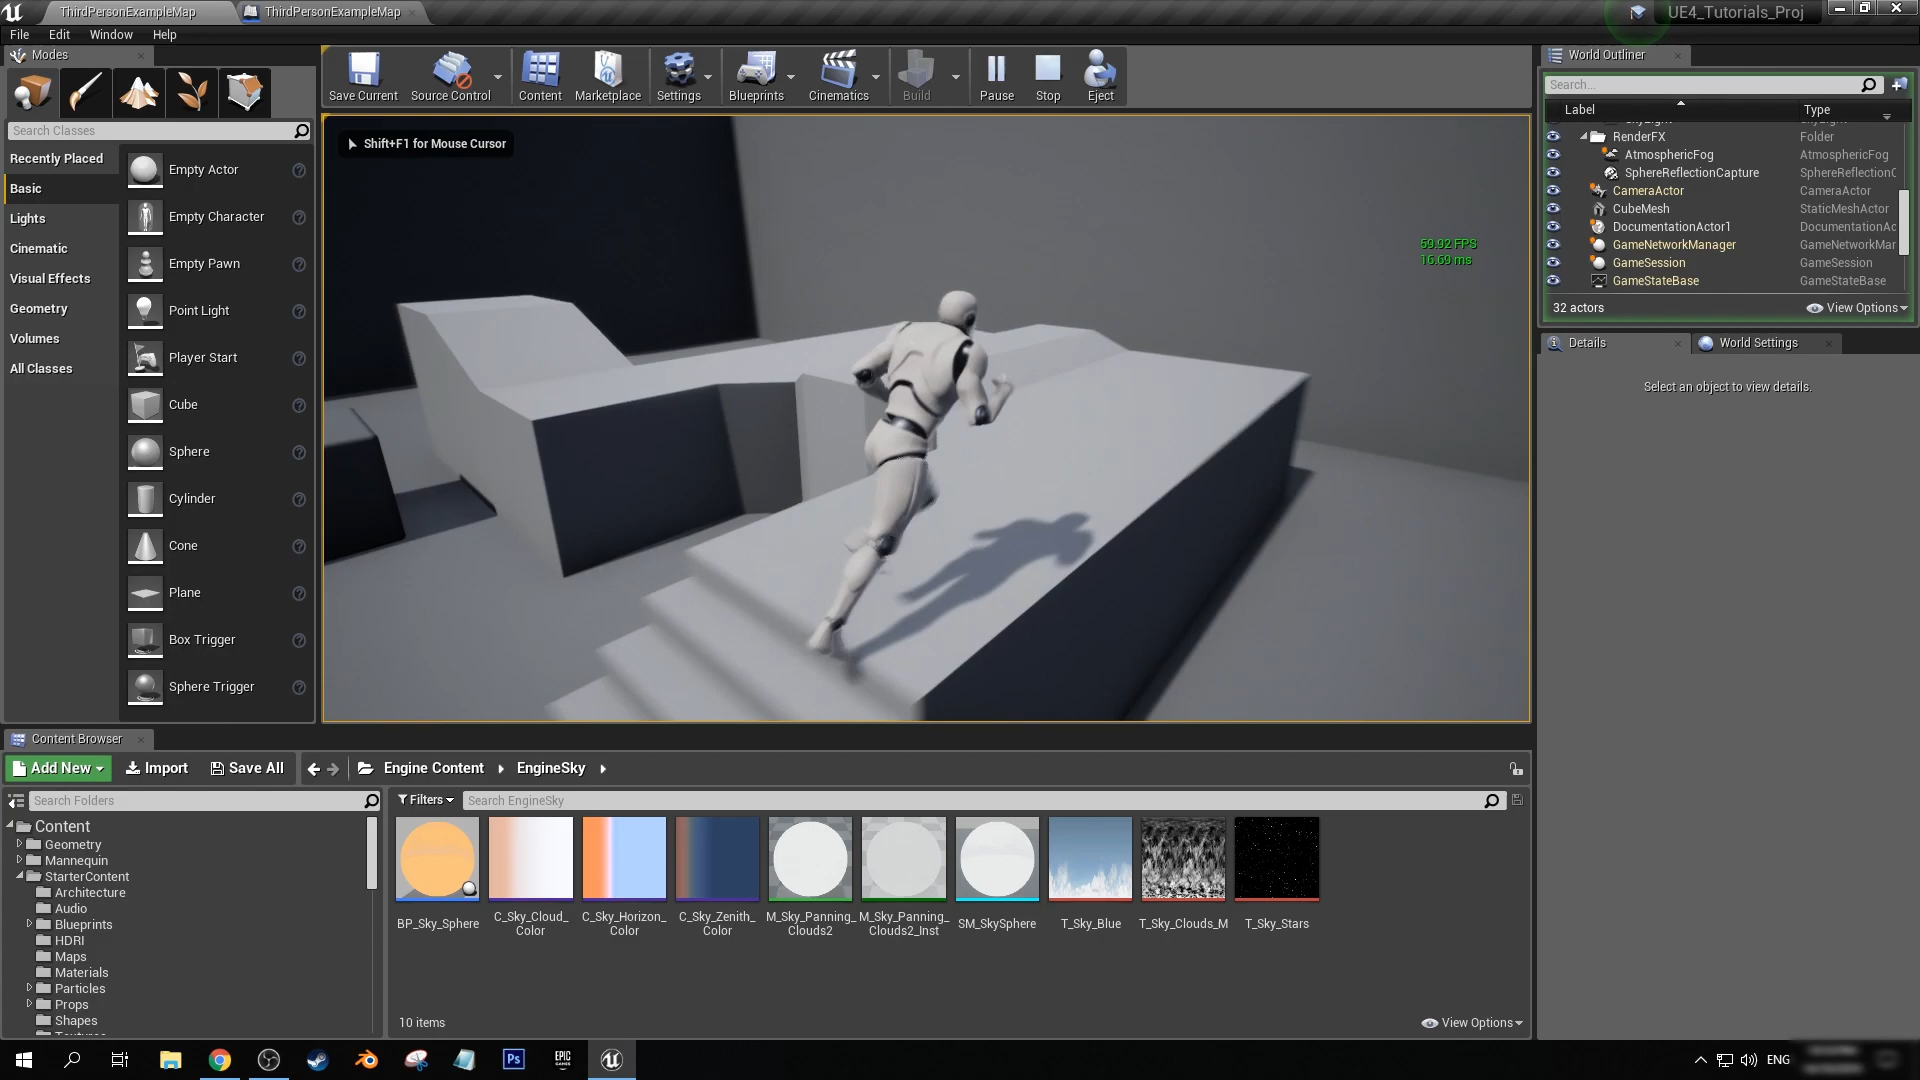 ThirdPersonExampleMap
ThirdPersonExampleMap
UE4_Tutorials_Proj
File Edit Window Help
Modes
Search Classes
Recently Placed
Basic
Lights
Cinematic
Visual Effects
Geometry
Volumes
All Classes
Empty Actor
Empty Character
Empty Pawn
Point Light
Player Start
Cube
Sphere
Cylinder
Cone
Plane
Box Trigger
Sphere Trigger
Save Current
Source Control
Content
Marketplace
Settings
Blueprints
Cinematics
Build
Pause
Stop
Eject
Shift+F1 for Mouse Cursor
59.92 FPS
16.69 ms
World Outliner
Search...
Label Type
SkyLight SkyLight
RenderFX Folder
AtmosphericFog AtmosphericFog
SphereReflectionCapture SphereReflectionC
CameraActor CameraActor
CubeMesh StaticMeshActor
DocumentationActor1 DocumentationAc
GameNetworkManager GameNetworkMar
GameSession GameSession
GameStateBase GameStateBase
32 actors
View Options
Details
World Settings
Select an object to view details.
Content Browser
Add New Import Save All
Engine Content EngineSky
Search Folders
Filters
Search EngineSky
Content
Geometry
Mannequin
StarterContent
Architecture
Audio
Blueprints
HDRI
Maps
Materials
Particles
Props
Shapes
BP_Sky_Sphere
C_Sky_Cloud_
Color
C_Sky_Horizon_
Color
C_Sky_Zenith_
Color
M_Sky_Panning_
Clouds2
M_Sky_Panning_
Clouds2_Inst
SM_SkySphere
T_Sky_Blue
T_Sky_Clouds_M
T_Sky_Stars
10 items
View Options
Ps
EPIC
GAMES
ENG